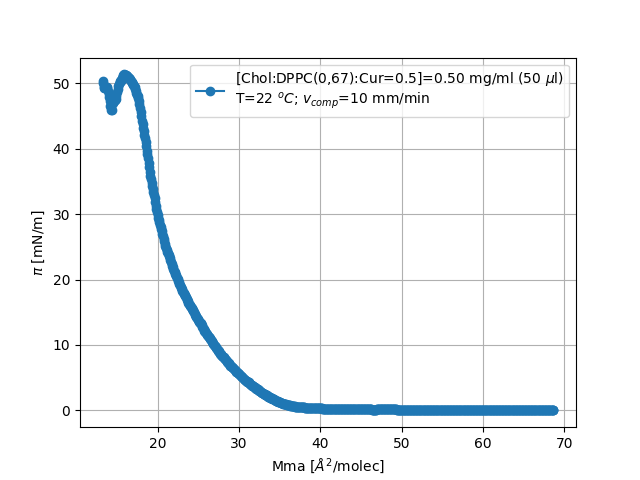 [Chol:DPPC(0,67):Cur=0.5]=0.50 mg/ml (50 μl)
T=22 °C; v_comp=10 mm/min
50
40
30
20
10
0
π [mN/m]
20 30 40 50 60 70
Mma [Å²/molec]